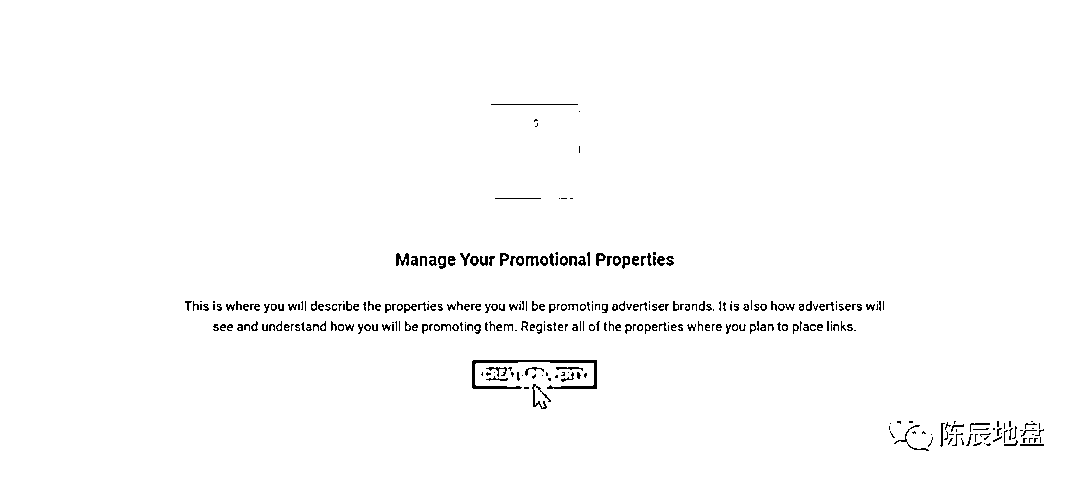 Manage Your Promotional Properties
This is where you will describe the properties where you will be promoting advertiser brands. It is also how advertisers will
see and understand how you will be promoting them. Register all of the properties where you plan to place links.
CREATE PROPERTY
陈辰地盘